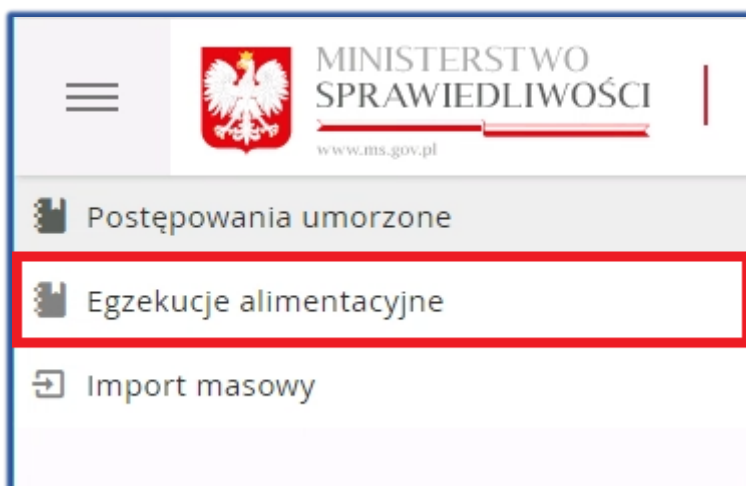 MINISTERSTWO
SPRAWIEDLIWOŚCI
www.ms.gov.pl
Postępowania umorzone
Egzekucje alimentacyjne
Import masowy